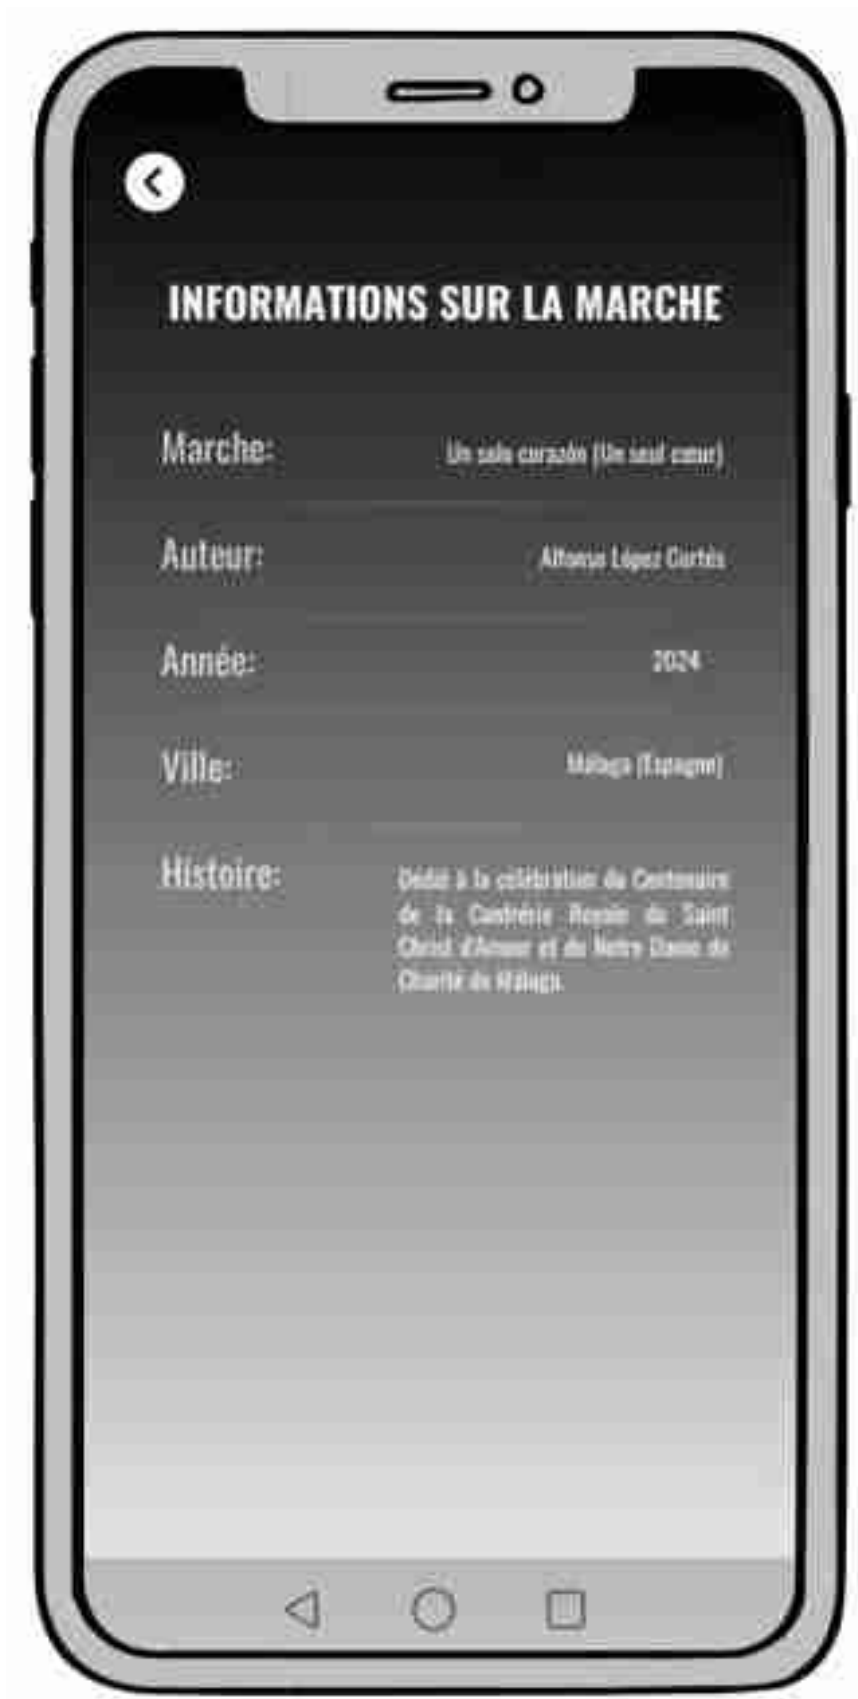 INFORMATIONS SUR LA MARCHE
Marche: Un solo corazón (Un seul cœur)
Auteur: Alfonso López Cortés
Année: 2024
Ville: Málaga (Espagne)
Histoire: Dédié à la célébration du Centenaire
de la Confrérie Royale du Saint
Christ d'Amour et de Notre Dame de
Charité de Málaga.